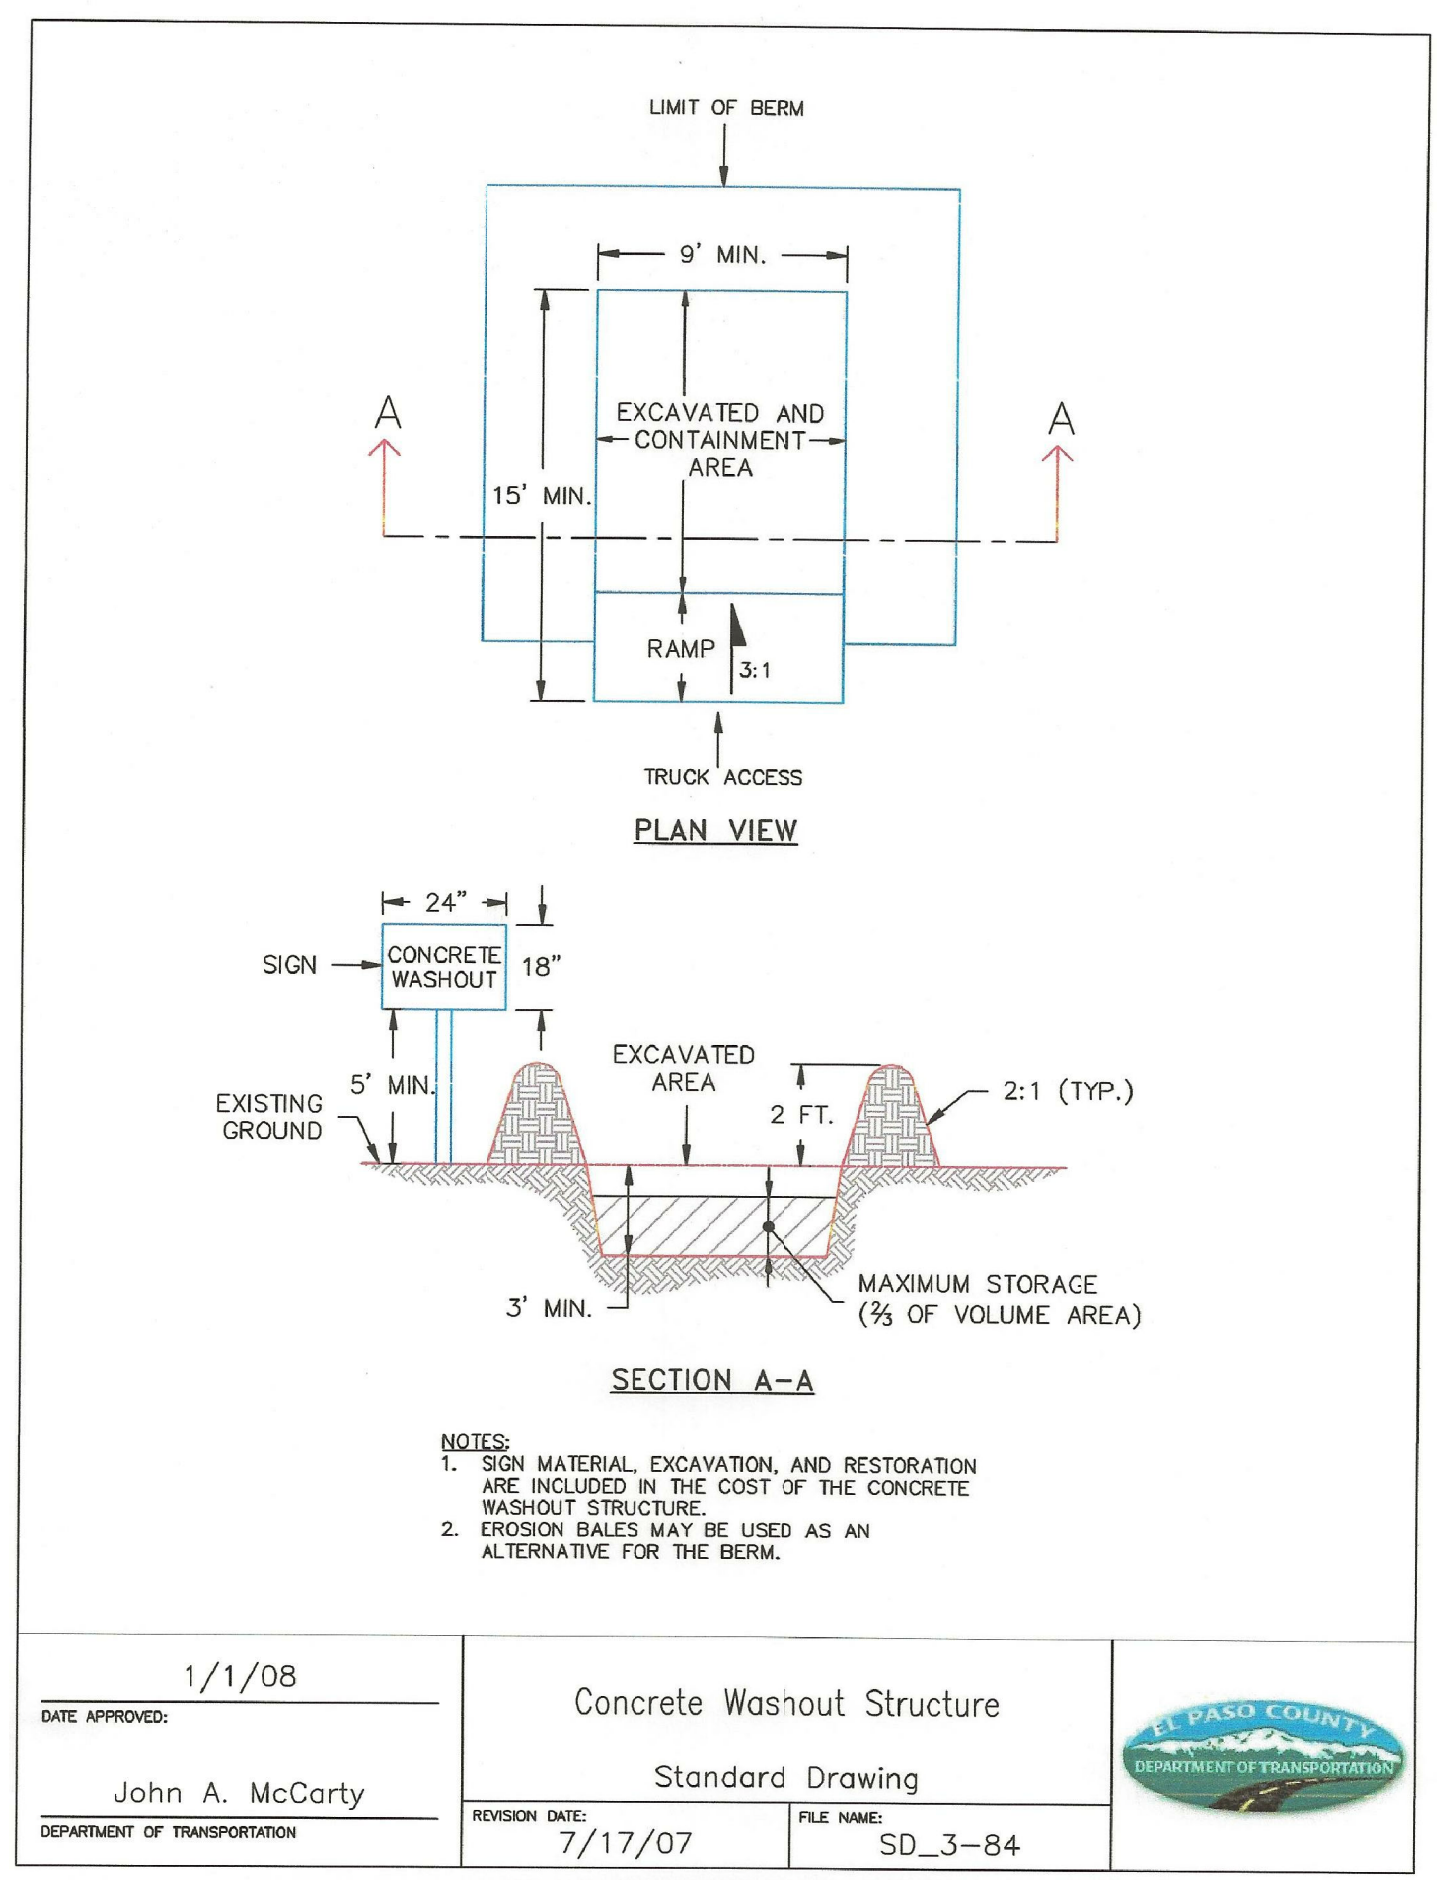 LIMIT OF BERM
9' MIN.
A
EXCAVATED AND
CONTAINMENT
AREA
A
15' MIN.
RAMP
3:1
TRUCK ACCESS
PLAN VIEW
24"
SIGN
CONCRETE
WASHOUT
18"
EXCAVATED
AREA
5' MIN.
2 FT.
2:1 (TYP.)
EXISTING
GROUND
3' MIN.
MAXIMUM STORAGE
(⅔ OF VOLUME AREA)
SECTION A-A
NOTES:
1. SIGN MATERIAL, EXCAVATION, AND RESTORATION
ARE INCLUDED IN THE COST OF THE CONCRETE
WASHOUT STRUCTURE.
2. EROSION BALES MAY BE USED AS AN
ALTERNATIVE FOR THE BERM.
1/1/08
DATE APPROVED:
John A. McCarty
DEPARTMENT OF TRANSPORTATION
Concrete Washout Structure
Standard Drawing
REVISION DATE:
7/17/07
FILE NAME:
SD_3-84
EL PASO COUNTY
DEPARTMENT OF TRANSPORTATION